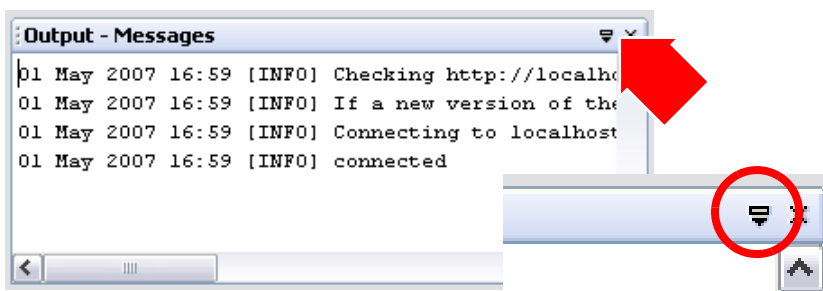 Output - Messages
01 May 2007 16:59 [INFO] Checking http://localho
01 May 2007 16:59 [INFO] If a new version of the
01 May 2007 16:59 [INFO] Connecting to localhost
01 May 2007 16:59 [INFO] connected